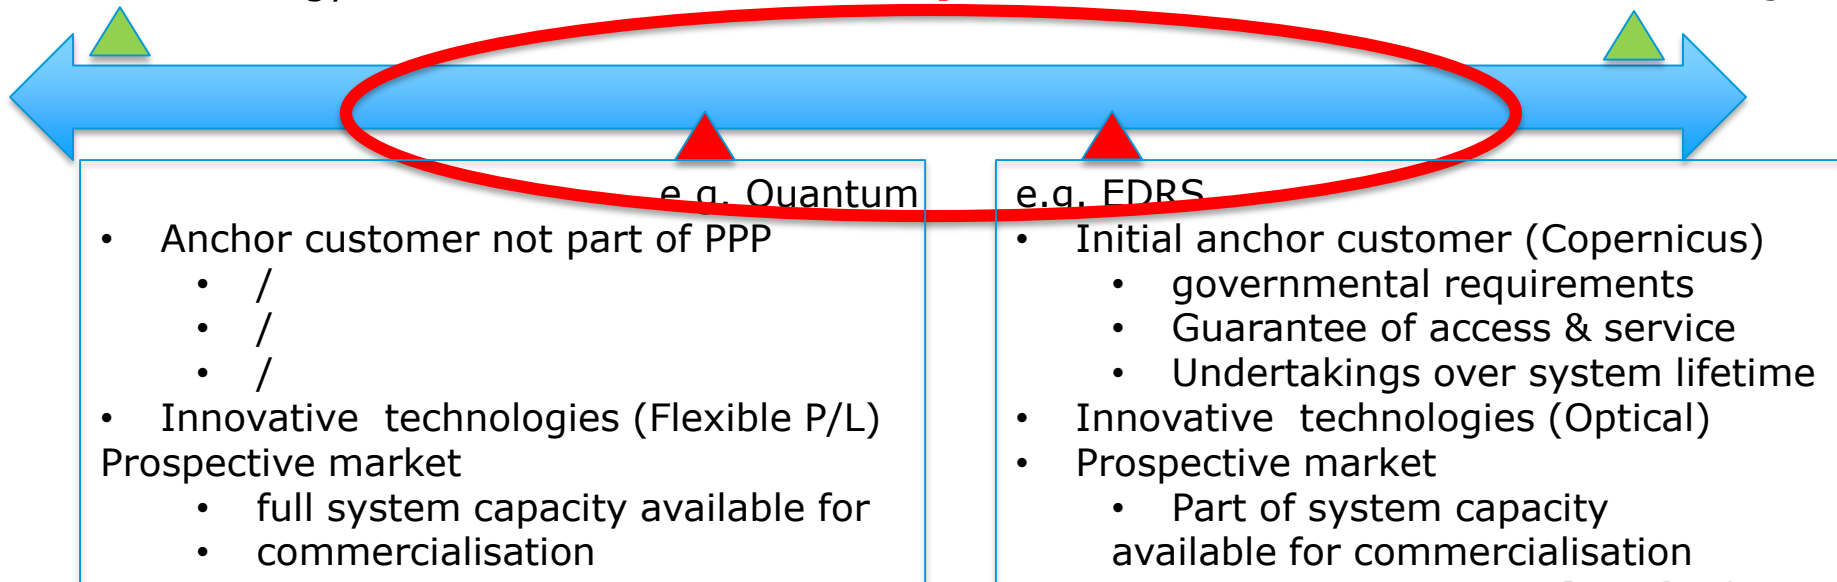 e.g. Quantum
• Anchor customer not part of PPP
• /
• /
• /
• Innovative technologies (Flexible P/L)
Prospective market
• full system capacity available for
• commercialisation
e.g. EDRS
• Initial anchor customer (Copernicus)
• governmental requirements
• Guarantee of access & service
• Undertakings over system lifetime
• Innovative technologies (Optical)
• Prospective market
• Part of system capacity
available for commercialisation